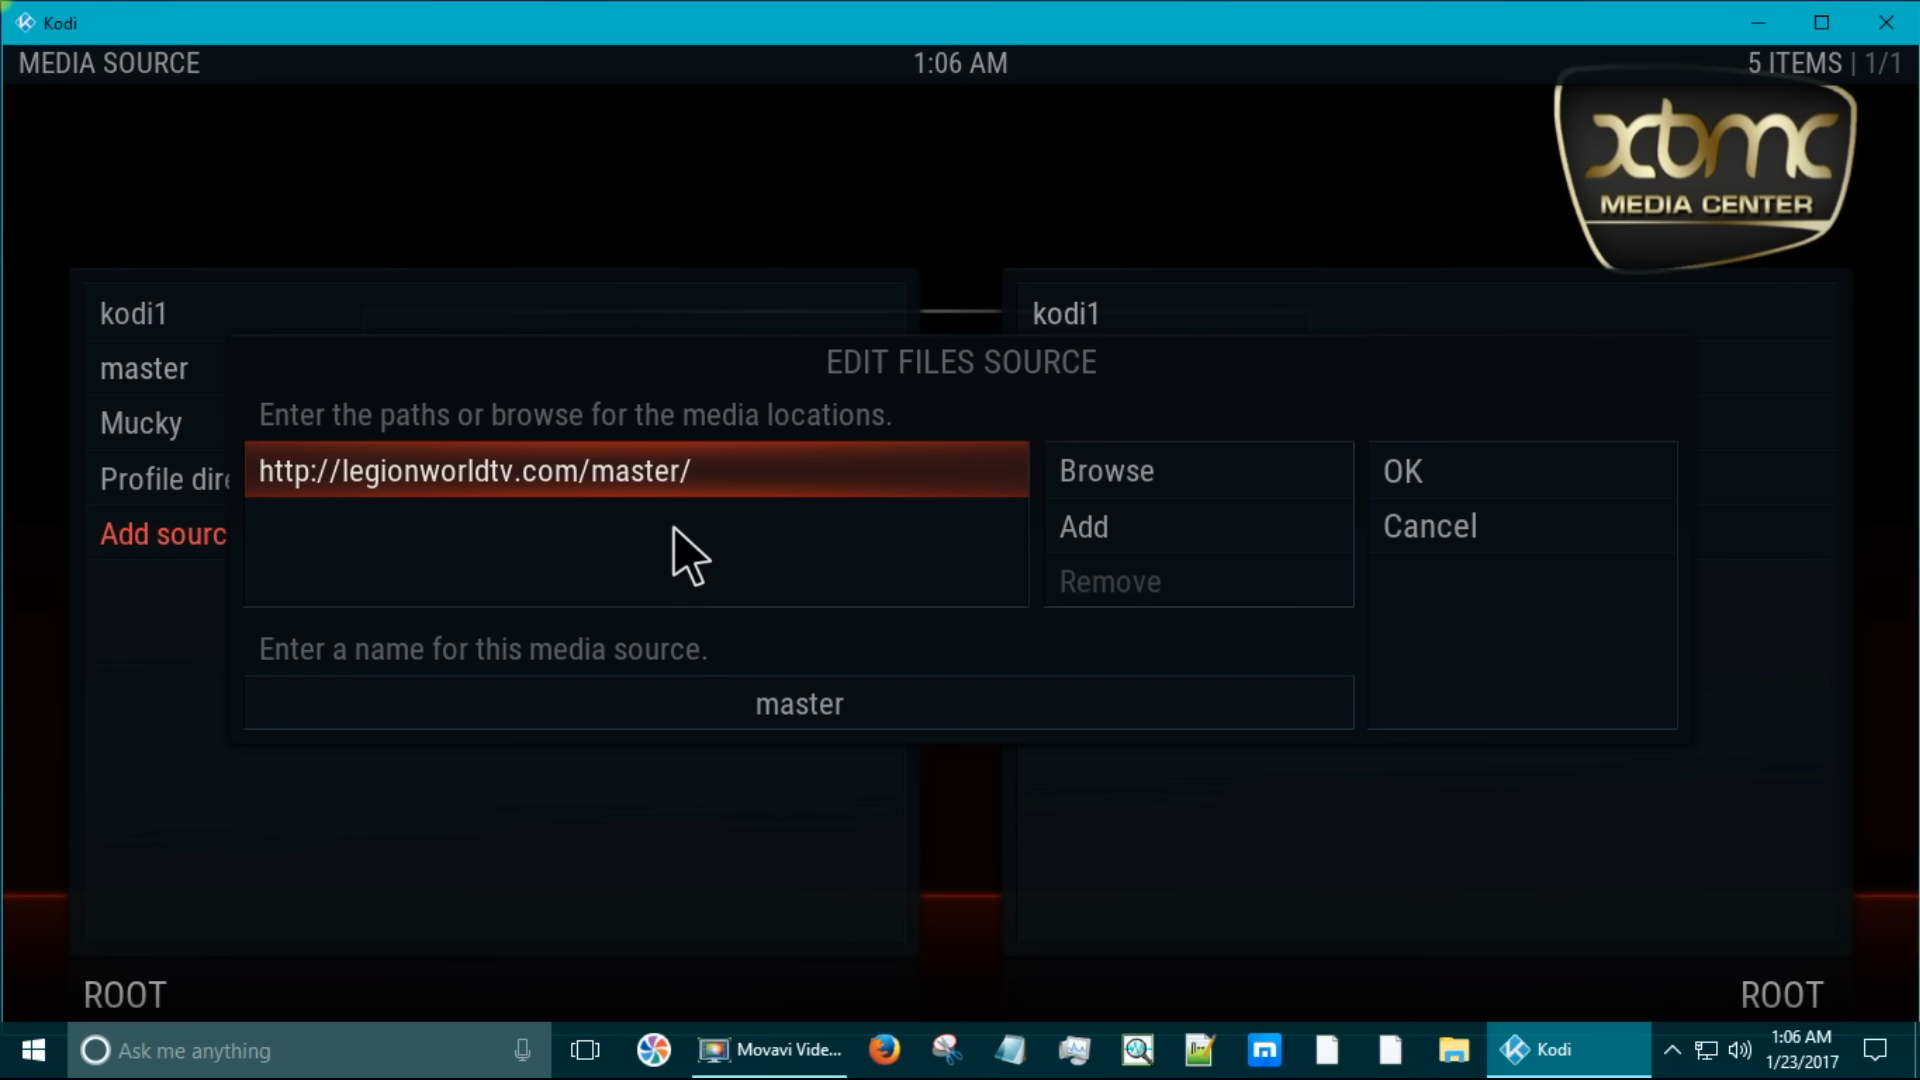 Kodi
MEDIA SOURCE
1:06 AM
5 ITEMS | 1/1
xbmc
MEDIA CENTER
kodi1
kodi1
master
EDIT FILES SOURCE
Enter the paths or browse for the media locations.
Mucky
http://legionworldtv.com/master/
Browse
OK
Profile dire
Add
Cancel
Add sourc
Remove
Enter a name for this media source.
master
ROOT
ROOT
Ask me anything
Movavi Vide...
Kodi
1:06 AM
1/23/2017